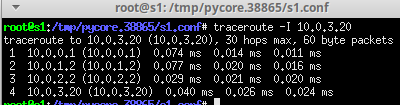 root@s1: /tmp/pycore.38865/s1.conf
root@s1:/tmp/pycore.38865/s1.conf# traceroute -I 10.0.3.20
traceroute to 10.0.3.20 (10.0.3.20), 30 hops max, 60 byte packets
1 10.0.0.1 (10.0.0.1) 0.074 ms 0.014 ms 0.011 ms
2 10.0.1.2 (10.0.1.2) 0.077 ms 0.020 ms 0.016 ms
3 10.0.2.2 (10.0.2.2) 0.029 ms 0.021 ms 0.020 ms
4 10.0.3.20 (10.0.3.20) 0.040 ms 0.026 ms 0.024 ms